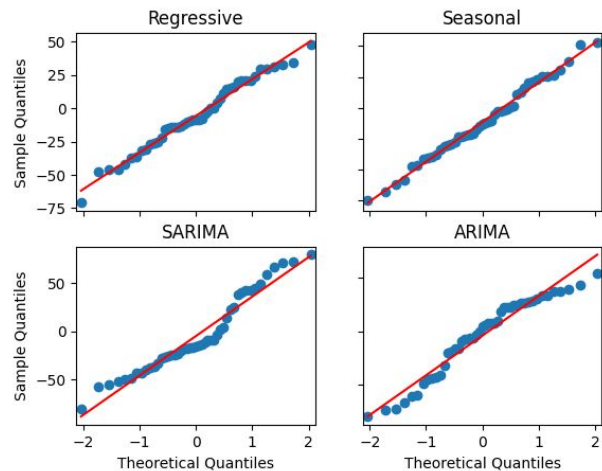 Regressive
Seasonal
50
25
0
−25
−50
−75
Sample Quantiles
SARIMA
ARIMA
50
0
−50
Sample Quantiles
−2 −1 0 1 2
−2 −1 0 1 2
Theoretical Quantiles
Theoretical Quantiles